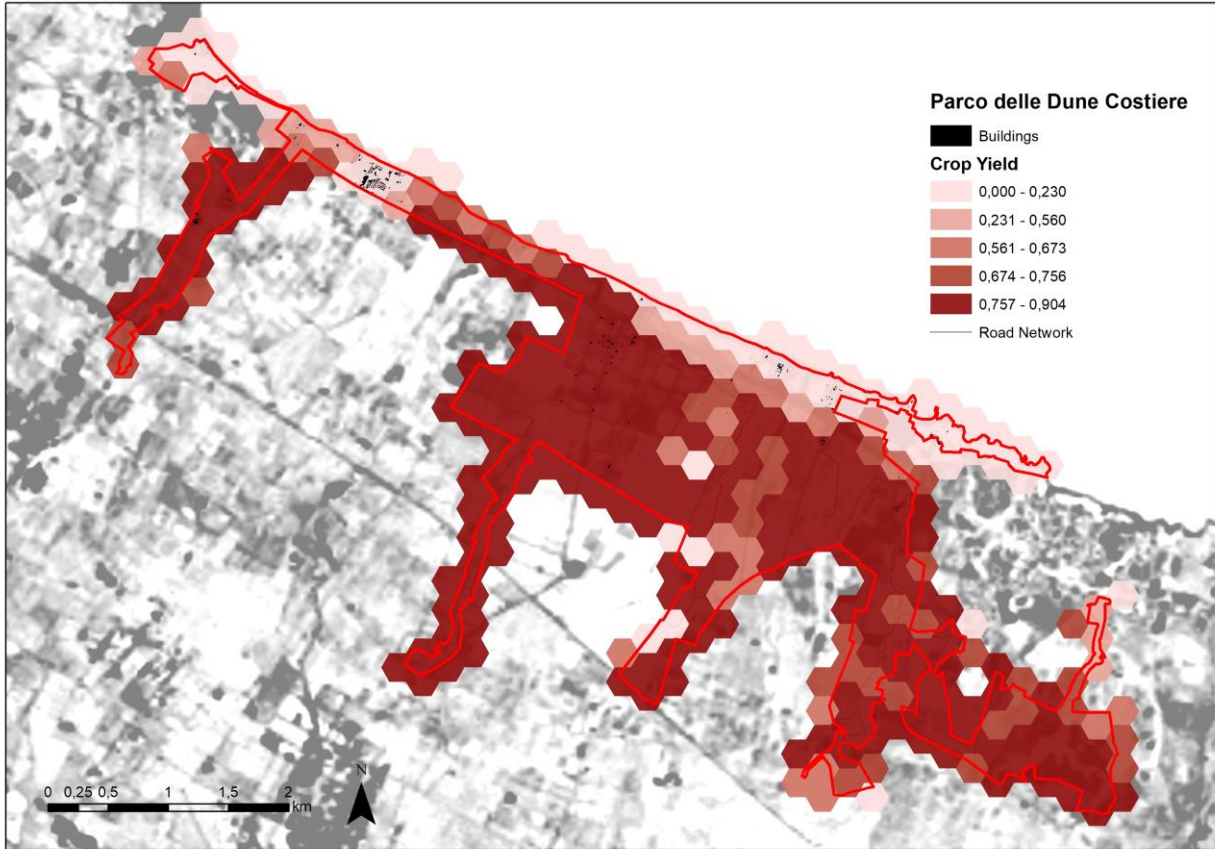 Parco delle Dune Costiere
Buildings
Crop Yield
0,000 - 0,230
0,231 - 0,560
0,561 - 0,673
0,674 - 0,756
0,757 - 0,904
Road Network
N
0 0,25 0,5 1 1,5 2
km